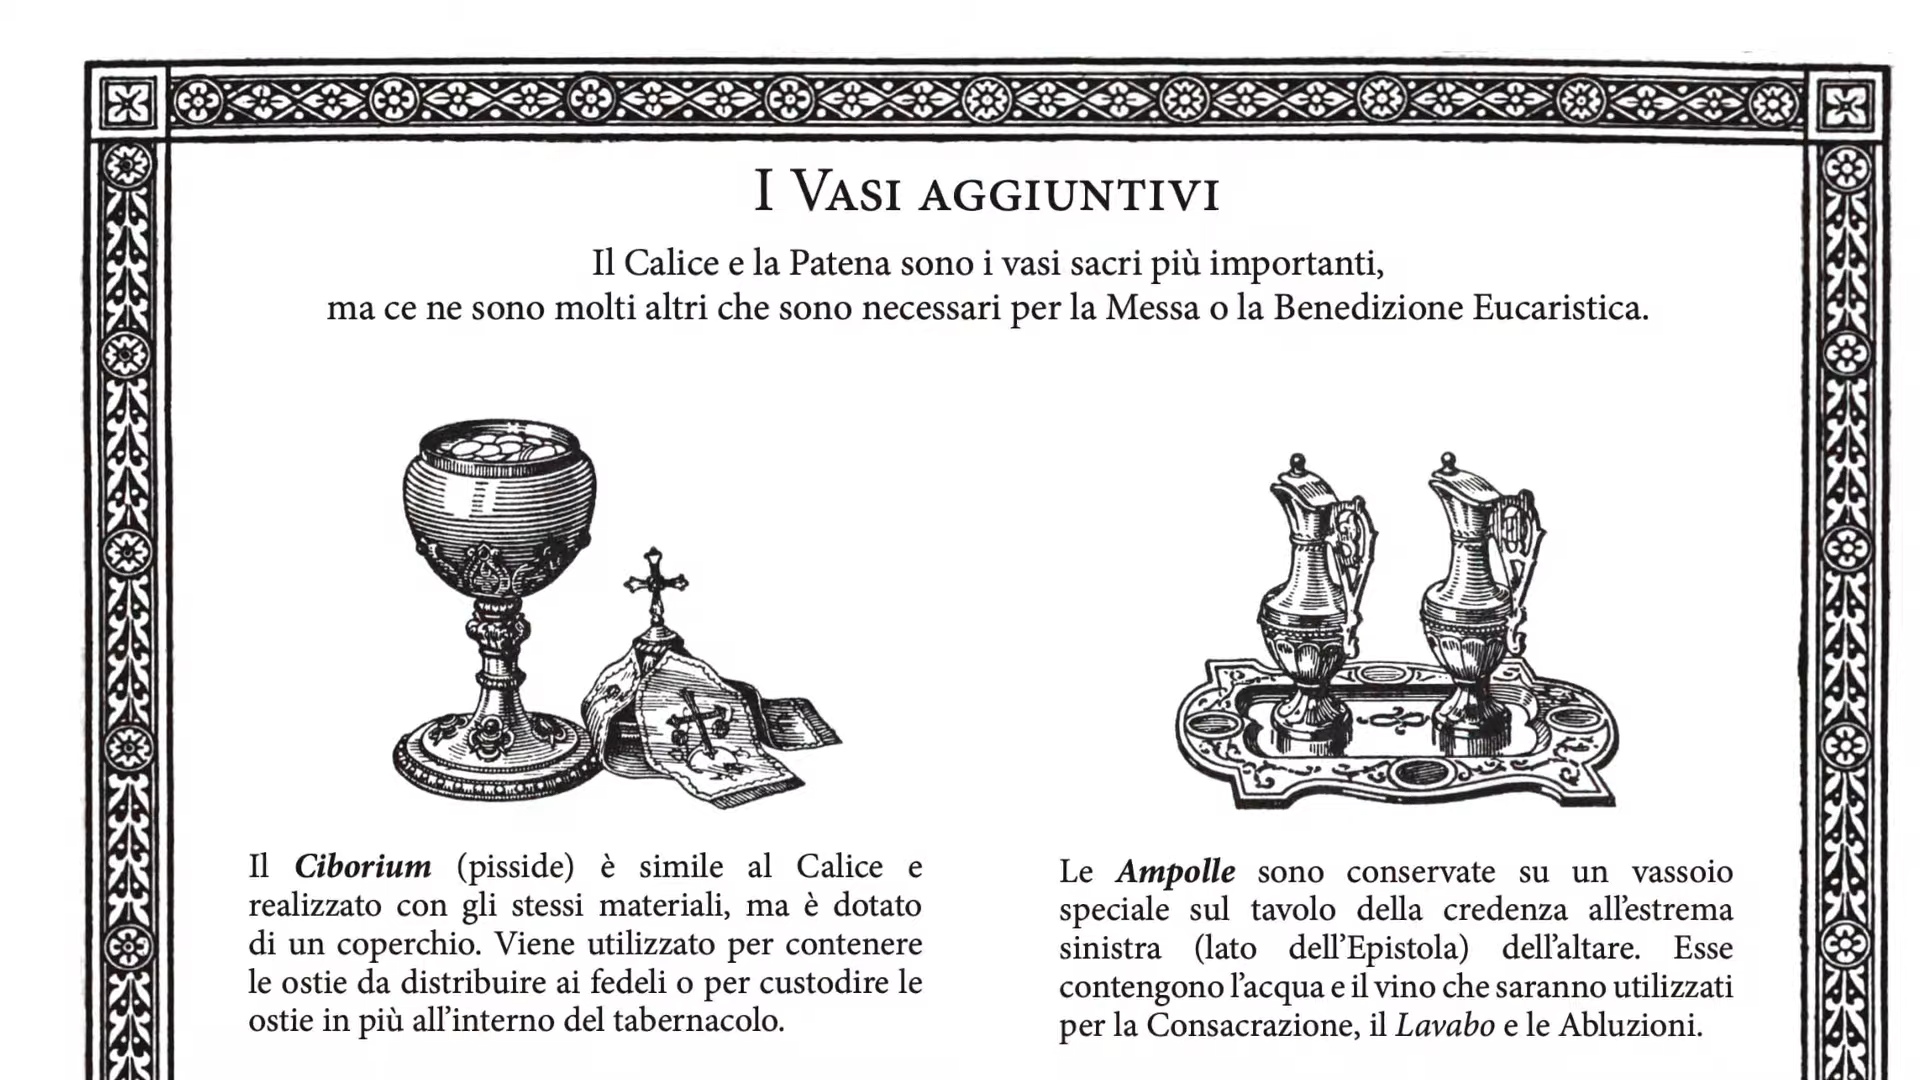 I Vasi aggiuntivi
Il Calice e la Patena sono i vasi sacri più importanti,
ma ce ne sono molti altri che sono necessari per la Messa o la Benedizione Eucaristica.
Il Ciborium (pisside) è simile al Calice e
realizzato con gli stessi materiali, ma è dotato
di un coperchio. Viene utilizzato per contenere
le ostie da distribuire ai fedeli o per custodire le
ostie in più all’interno del tabernacolo.
Le Ampolle sono conservate su un vassoio
speciale sul tavolo della credenza all’estrema
sinistra (lato dell’Epistola) dell’altare. Esse
contengono l’acqua e il vino che saranno utilizzati
per la Consacrazione, il Lavabo e le Abluzioni.